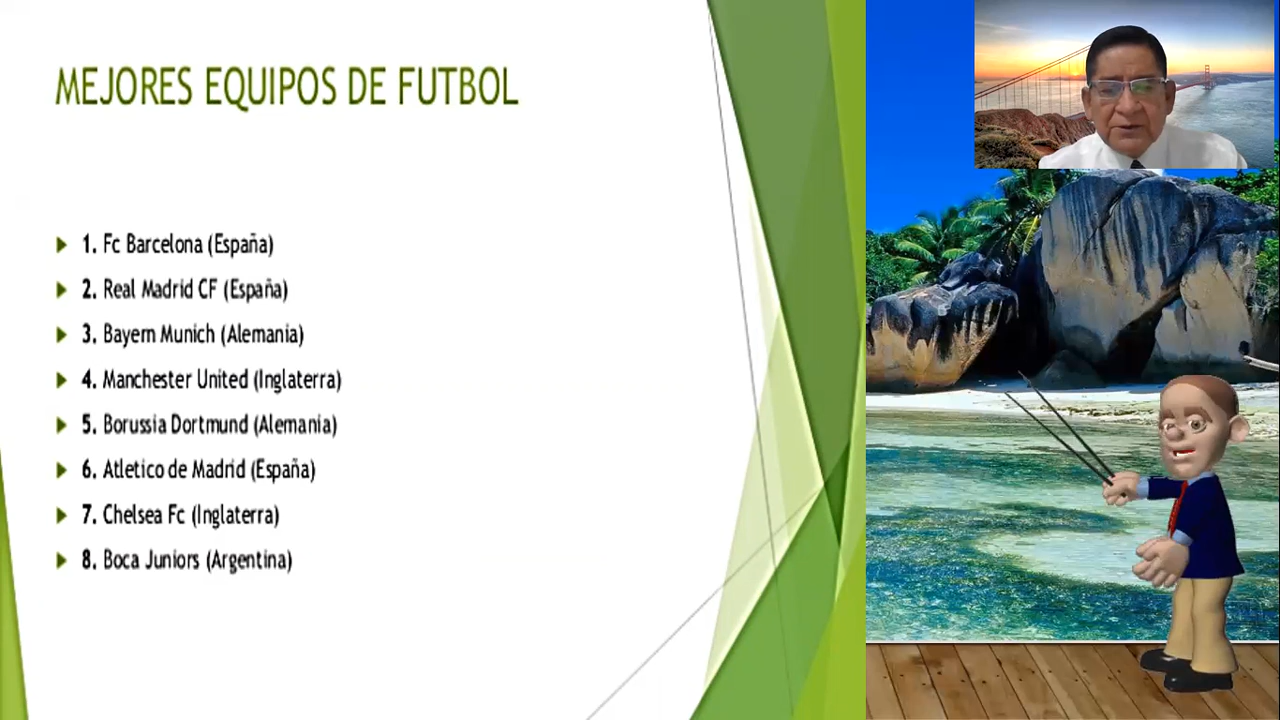 MEJORES EQUIPOS DE FUTBOL
1. Fc Barcelona (España)
2. Real Madrid CF (España)
3. Bayern Munich (Alemania)
4. Manchester United (Inglaterra)
5. Borussia Dortmund (Alemania)
6. Atletico de Madrid (España)
7. Chelsea Fc (Inglaterra)
8. Boca Juniors (Argentina)